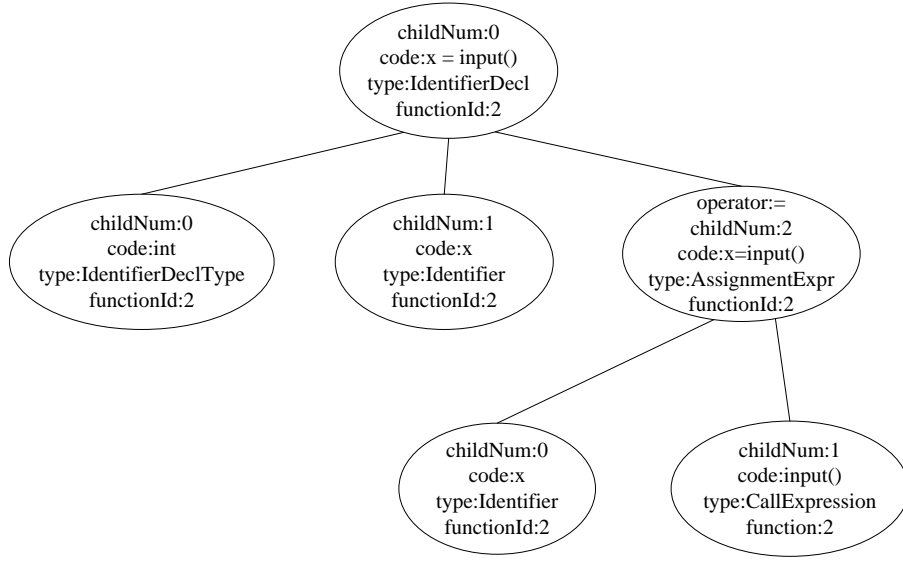 childNum:0
code:x = input()
type:IdentifierDecl
functionId:2
childNum:0
code:int
type:IdentifierDeclType
functionId:2
childNum:1
code:x
type:Identifier
functionId:2
operator:=
childNum:2
code:x=input()
type:AssignmentExpr
functionId:2
childNum:0
code:x
type:Identifier
functionId:2
childNum:1
code:input()
type:CallExpression
function:2